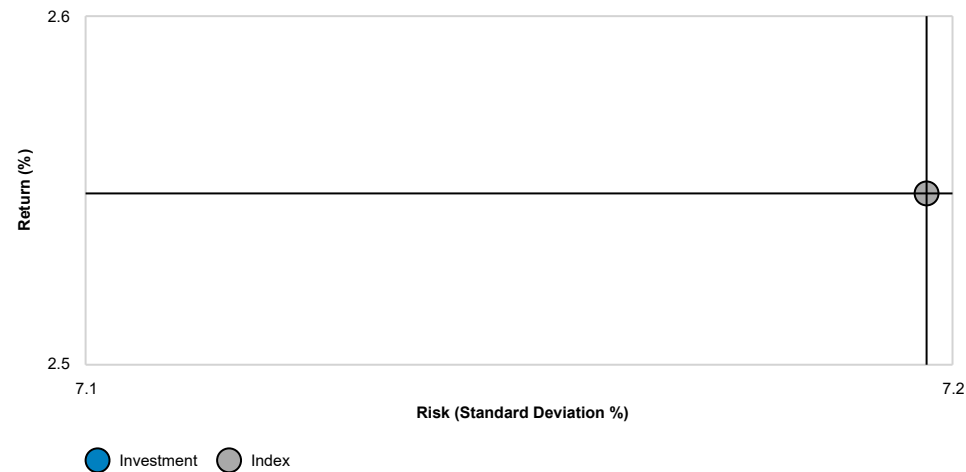 2.6
Return (%)
2.5
7.1
7.2
Risk (Standard Deviation %)
Investment
Index